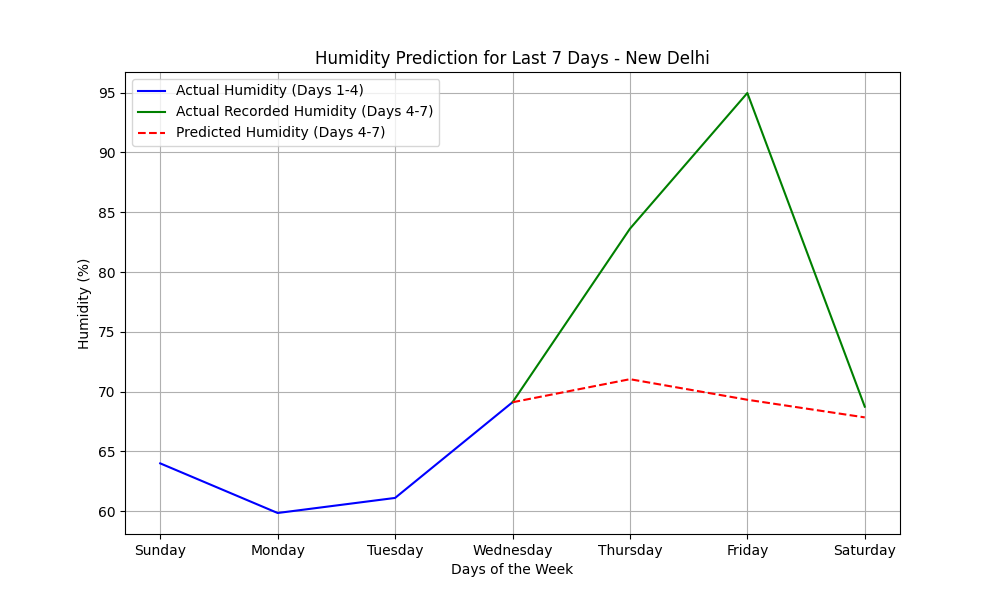 Humidity Prediction for Last 7 Days - New Delhi
Actual Humidity (Days 1-4)
Actual Recorded Humidity (Days 4-7)
Predicted Humidity (Days 4-7)
95
90
85
80
75
70
65
60
Humidity (%)
Sunday Monday Tuesday Wednesday Thursday Friday Saturday
Days of the Week